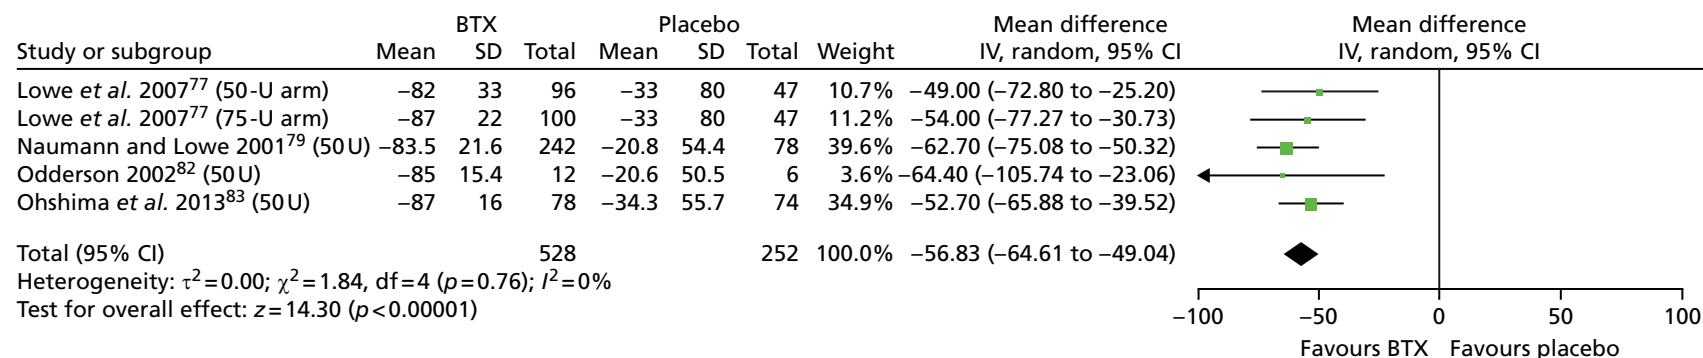 BTX Placebo Mean difference Mean difference
Study or subgroup Mean SD Total Mean SD Total Weight IV, random, 95% CI IV, random, 95% CI
Lowe et al. 2007⁷⁷ (50-U arm) −82 33 96 −33 80 47 10.7% −49.00 (−72.80 to −25.20)
Lowe et al. 2007⁷⁷ (75-U arm) −87 22 100 −33 80 47 11.2% −54.00 (−77.27 to −30.73)
Naumann and Lowe 2001⁷⁹ (50U) −83.5 21.6 242 −20.8 54.4 78 39.6% −62.70 (−75.08 to −50.32)
Odderson 2002⁸² (50U) −85 15.4 12 −20.6 50.5 6 3.6% −64.40 (−105.74 to −23.06)
Ohshima et al. 2013⁸³ (50U) −87 16 78 −34.3 55.7 74 34.9% −52.70 (−65.88 to −39.52)
Total (95% CI) 528 252 100.0% −56.83 (−64.61 to −49.04)
Heterogeneity: τ²=0.00; χ²=1.84, df=4 (p=0.76); I²=0%
Test for overall effect: z=14.30 (p<0.00001)
−100 −50 0 50 100
Favours BTX Favours placebo